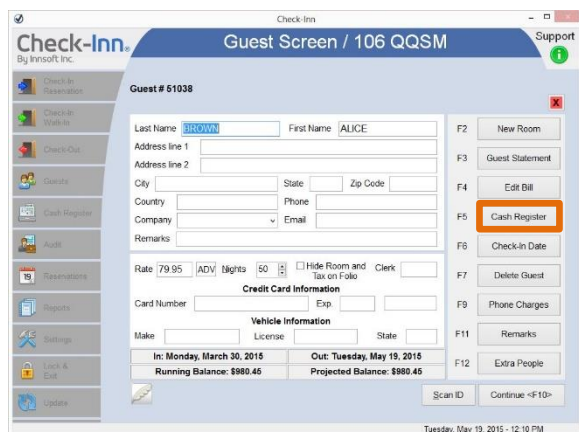 Check-Inn
Check-Inn®
By Innsoft Inc.
Guest Screen / 106 QQSM
Support
Check-In
Reservation
Check-In
Walk-In
Check-Out
Guests
Cash Register
Audit
19
Reservations
Reports
Settings
Lock &
Exit
Update
Guest # 51038
X
Last Name BROWN First Name ALICE
Address line 1
Address line 2
City State Zip Code
Country Phone
Company Email
Remarks
Rate 79.95 ADV Nights 50 Hide Room and Tax on Folio Clerk
Credit Card Information
Card Number Exp.
Vehicle Information
Make License State
In: Monday, March 30, 2015 Out: Tuesday, May 19, 2015
Running Balance: $980.45 Projected Balance: $980.45
F2 New Room
F3 Guest Statement
F4 Edit Bill
F5 Cash Register
F6 Check-In Date
F7 Delete Guest
F9 Phone Charges
F11 Remarks
F12 Extra People
Scan ID Continue <F10>
Tuesday, May 19, 2015 - 12:10 PM